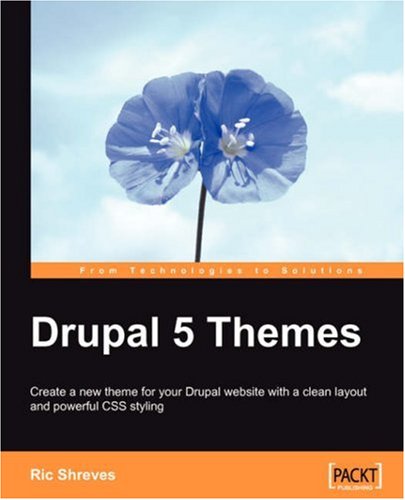 From Technologies to Solutions
Drupal 5 Themes
Create a new theme for your Drupal website with a clean layout
and powerful CSS styling
Ric Shreves
PACKT
PUBLISHING